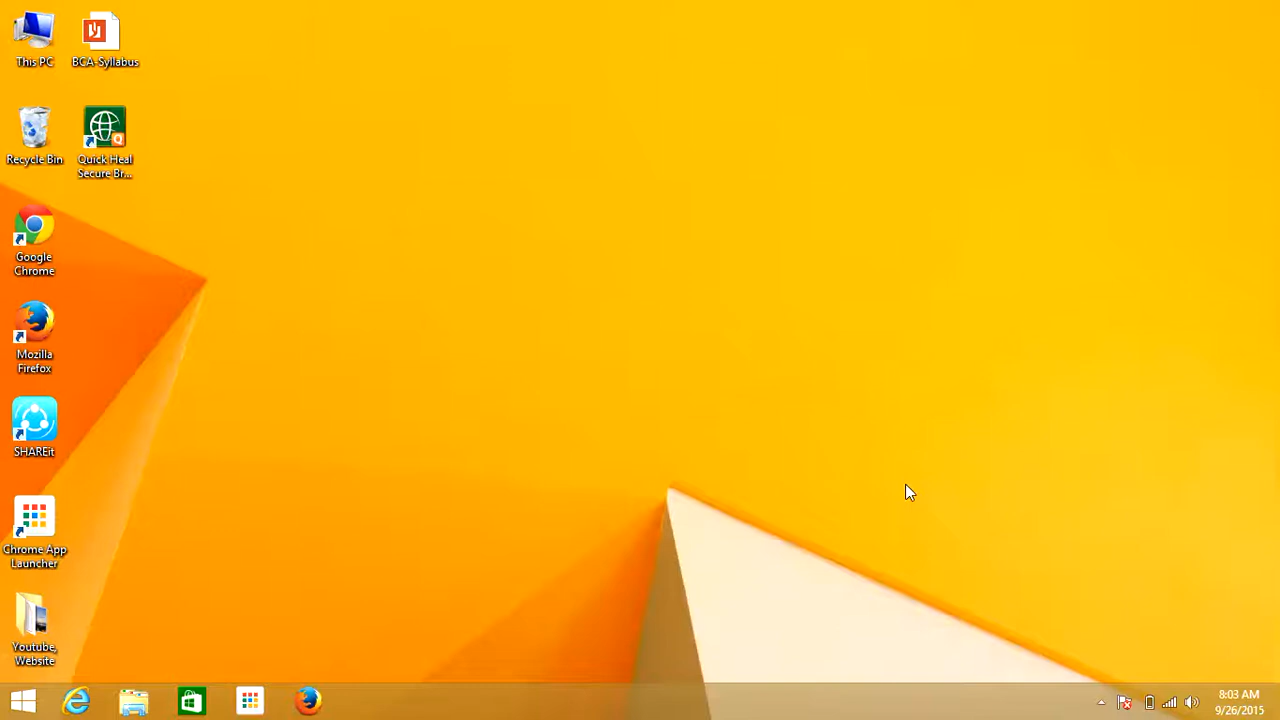 This PC
BCA-Syllabus
Recycle Bin
Quick Heal
Secure Br...
Google
Chrome
Mozilla
Firefox
SHAREit
Chrome App
Launcher
Youtube,
Website
8:03 AM
9/26/2015